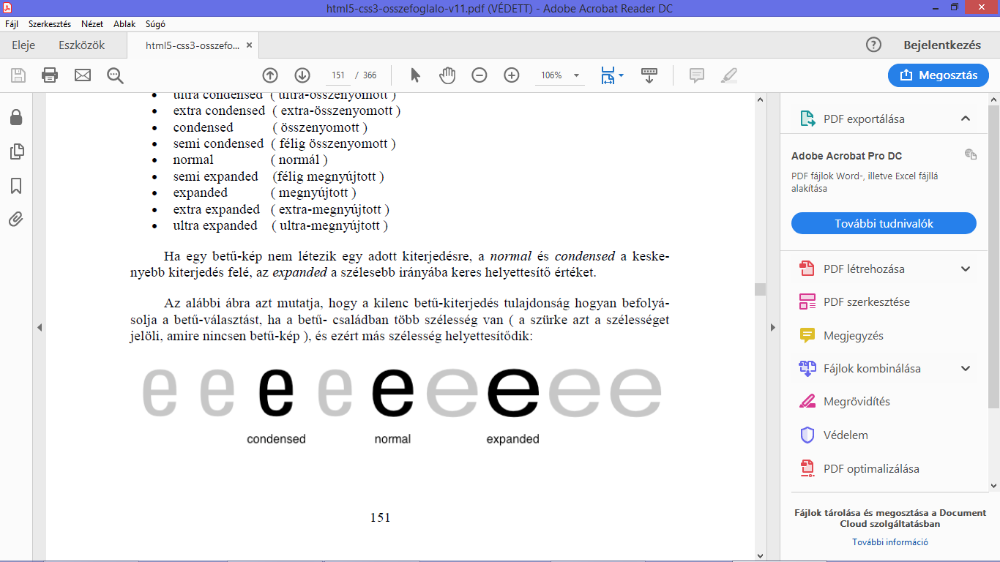 html5-css3-osszefoglalo-v11.pdf (VÉDETT) - Adobe Acrobat Reader DC
Fájl Szerkesztés Nézet Ablak Súgó
Eleje Eszközök html5-css3-osszefo... × Bejelentkezés
151 / 366 106% Megosztás
• ultra condensed ( ultra-összenyomott )
• extra condensed ( extra-összenyomott )
• condensed ( összenyomott )
• semi condensed ( félig összenyomott )
• normal ( normál )
• semi expanded (félig megnyújtott )
• expanded ( megnyújtott )
• extra expanded ( extra-megnyújtott )
• ultra expanded ( ultra-megnyújtott )
Ha egy betű-kép nem létezik egy adott kiterjedésre, a normal és condensed a keske-
nyebb kiterjedés felé, az expanded a szélesebb irányába keres helyettesítő értéket.
Az alábbi ábra azt mutatja, hogy a kilenc betű-kiterjedés tulajdonság hogyan befolyá-
solja a betű-választást, ha a betű- családban több szélesség van ( a szürke azt a szélességet
jelöli, amire nincsen betű-kép ), és ezért más szélesség helyettesítődik:
e e e e e e e e e
condensed normal expanded
151
PDF exportálása
Adobe Acrobat Pro DC
PDF fájlok Word-, illetve Excel fájllá
alakítása
További tudnivalók
PDF létrehozása
PDF szerkesztése
Megjegyzés
Fájlok kombinálása
Megrövidítés
Védelem
PDF optimalizálása
Fájlok tárolása és megosztása a Document
Cloud szolgáltatásban
További információ